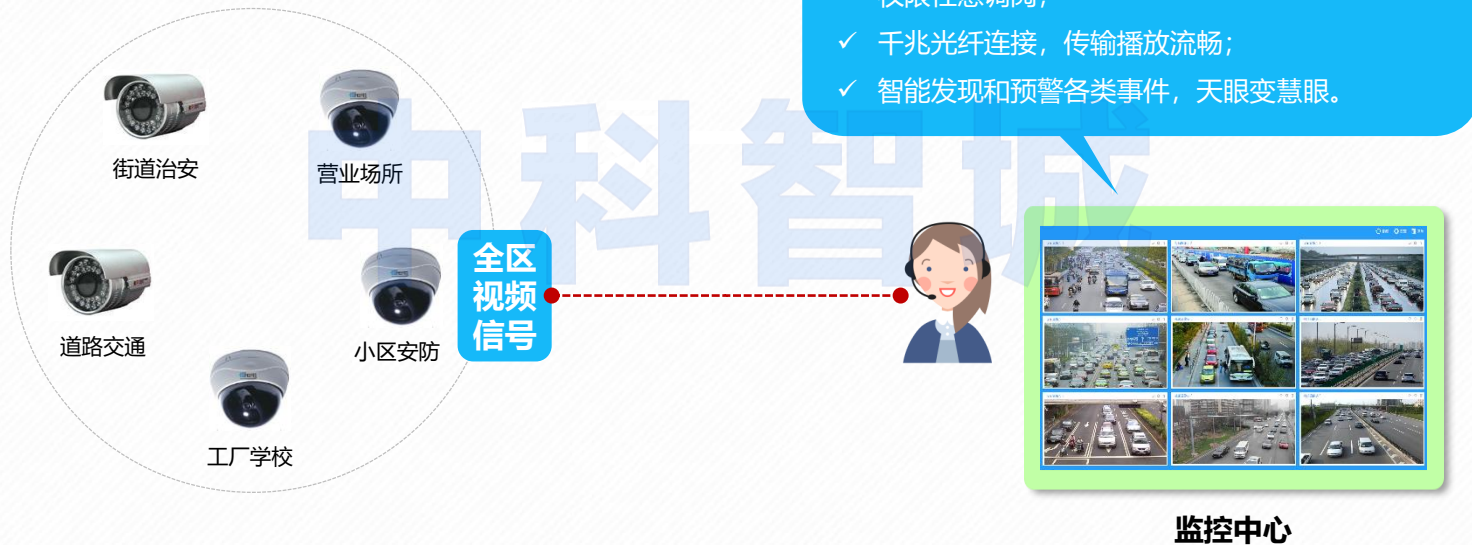 ✓ 千兆光纤连接，传输播放流畅；
✓ 智能发现和预警各类事件，天眼变慧眼。
中科智城
街道治安
营业场所
道路交通
小区安防
工厂学校
全区
视频
信号
监控中心